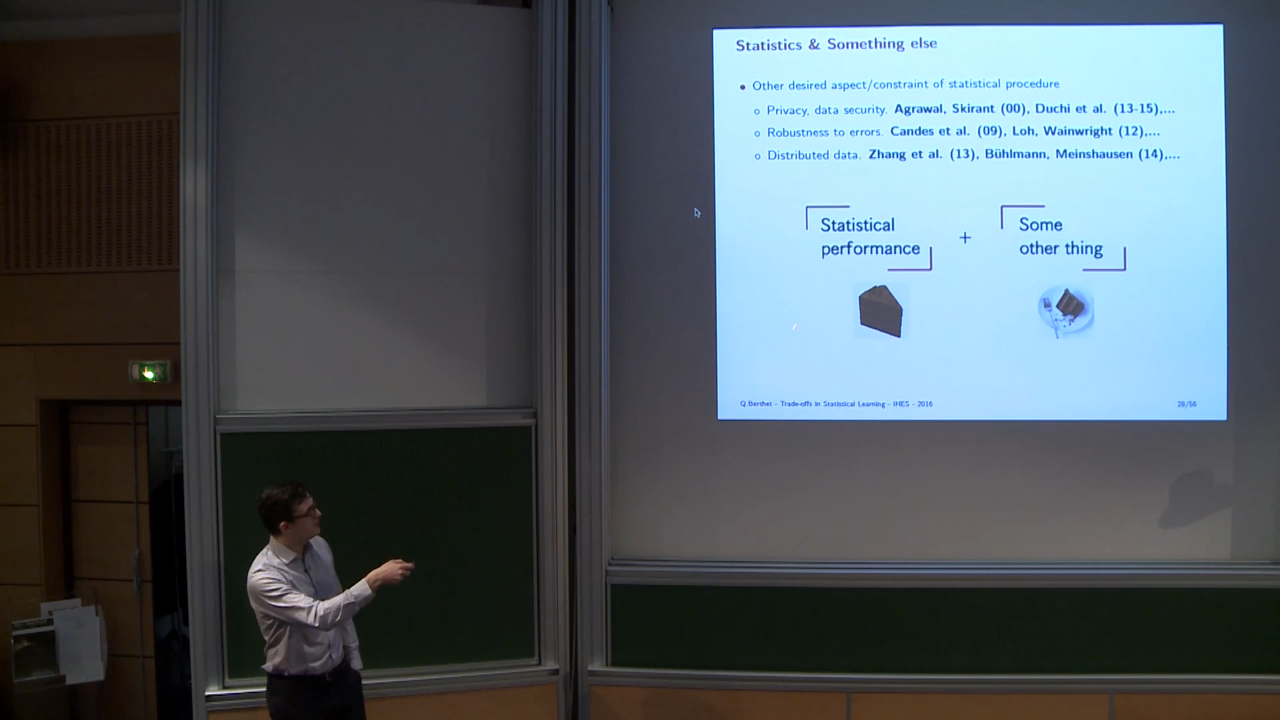 Statistics & Something else
Other desired aspect/constraint of statistical procedure
Privacy, data security. Agrawal, Skirant (00), Duchi et al. (13-15),...
Robustness to errors. Candes et al. (09), Loh, Wainwright (12),...
Distributed data. Zhang et al. (13), Bühlmann, Meinshausen (14),...
Statistical
performance
+
Some
other thing
Q.Berthet - Trade-offs in Statistical Learning - IHES - 2016
28/56